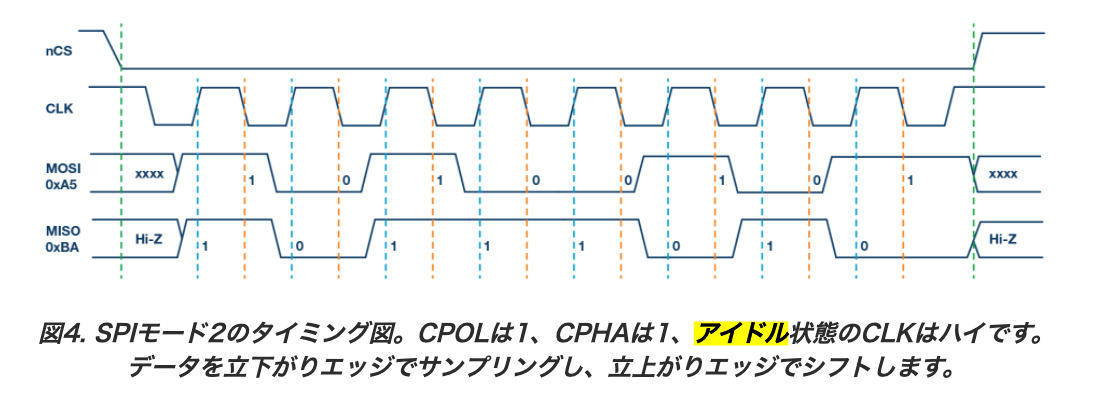 nCS
CLK
MOSI
0xA5
xxxx 1 0 1 0 0 1 0 1 xxxx
MISO
0xBA
Hi-Z 1 0 1 1 1 0 1 0 Hi-Z
図4. SPIモード2のタイミング図。CPOLは1、CPHAは1、アイドル状態のCLKはハイです。
データを立下がりエッジでサンプリングし、立上がりエッジでシフトします。